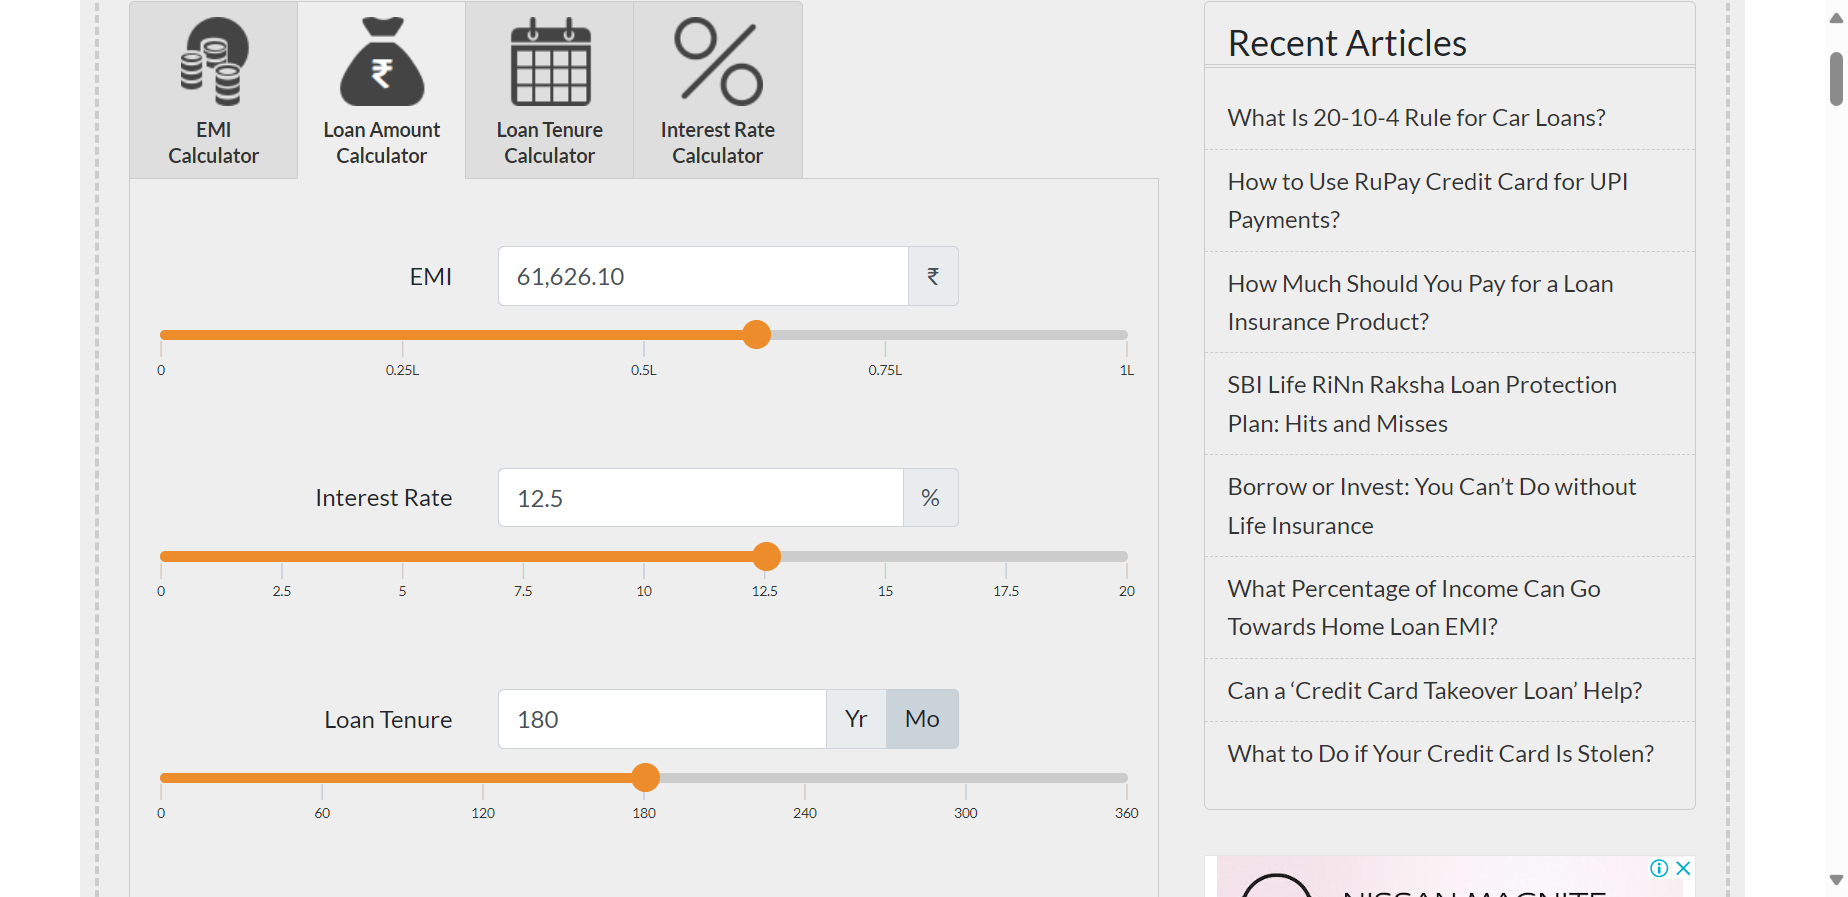 EMI
Calculator
₹
Loan Amount
Calculator
Loan Tenure
Calculator
Interest Rate
Calculator
EMI
61,626.10
₹
0
0.25L
0.5L
0.75L
1L
Interest Rate
12.5
%
0
2.5
5
7.5
10
12.5
15
17.5
20
Loan Tenure
180
Yr
Mo
0
60
120
180
240
300
360
Recent Articles
What Is 20-10-4 Rule for Car Loans?
How to Use RuPay Credit Card for UPI
Payments?
How Much Should You Pay for a Loan
Insurance Product?
SBI Life RiNn Raksha Loan Protection
Plan: Hits and Misses
Borrow or Invest: You Can’t Do without
Life Insurance
What Percentage of Income Can Go
Towards Home Loan EMI?
Can a ‘Credit Card Takeover Loan’ Help?
What to Do if Your Credit Card Is Stolen?
NISSAN MAGNITE